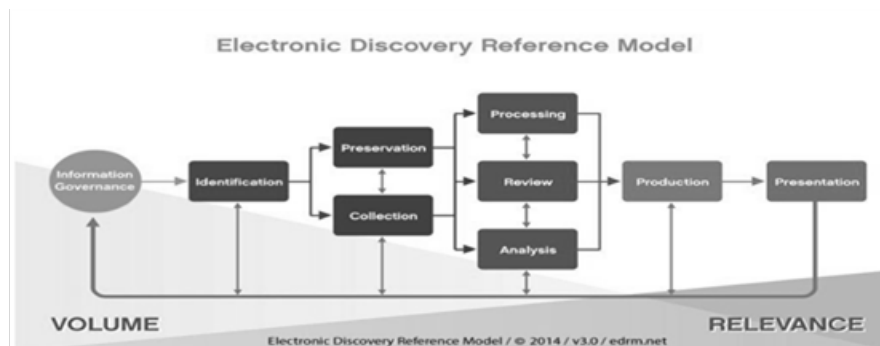 Electronic Discovery Reference Model
Processing
Preservation
Information
Governance
Identification
Review
Production
Presentation
Collection
Analysis
VOLUME
RELEVANCE
Electronic Discovery Reference Model / © 2014 / v3.0 / edrm.net